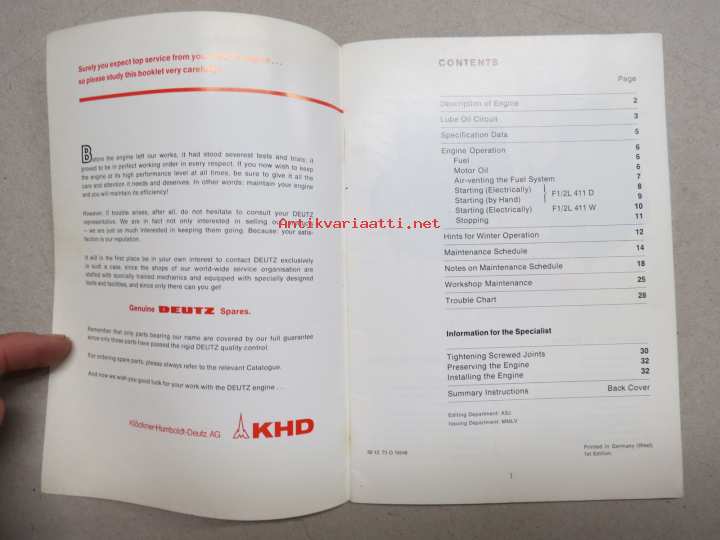 Surely you expect top service from your
so please study this booklet very carefully!
Before the engine left our works, it had stood severest tests and trials; it
proved to be in perfect working order in every respect. If you now wish to keep
the engine at its high performance level at all times, be sure to give it all the
care and attention it needs and deserves. In other words: maintain your engine
and you will maintain its efficiency!
However, if trouble arises, after all, do not hesitate to consult your DEUTZ
representative. We are in fact not only interested in selling our
— we are just as much interested in keeping them going. Because: your satis-
faction is our reputation.
It will in the first place be in your own interest to contact DEUTZ exclusively
in such a case, since the shops of our world-wide service organisation are
staffed with specially trained mechanics and equipped with specially designed
tools and facilities, and since only there can you get
Genuine DEUTZ Spares.
Remember that only parts bearing our name are covered by our full guarantee
since only those parts have passed the rigid DEUTZ quality control.
For ordering spare parts, please always refer to the relevant Catalogue.
And now we wish you good luck for your work with the DEUTZ engine . . .
Klöckner-Humboldt-Deutz AG KHD
Antikvariaatti.net
CONTENTS
Page
Description of Engine 2
Lube Oil Circuit 3
Specification Data 5
Engine Operation 6
Fuel 6
Motor Oil 6
Air-venting the Fuel System 7
Starting (Electrically) 8
Starting (by Hand) F1/2L 411 D 9
Starting (Electrically) F1/2L 411 W 10
Stopping 11
Hints for Winter Operation 12
Maintenance Schedule 14
Notes on Maintenance Schedule 18
Workshop Maintenance 25
Trouble Chart 28
Information for the Specialist
Tightening Screwed Joints 30
Preserving the Engine 32
Installing the Engine 32
Summary Instructions Back Cover
Editing Department: ASJ
Issuing Department: MMLV
Printed in Germany (West)
1st Edition
1